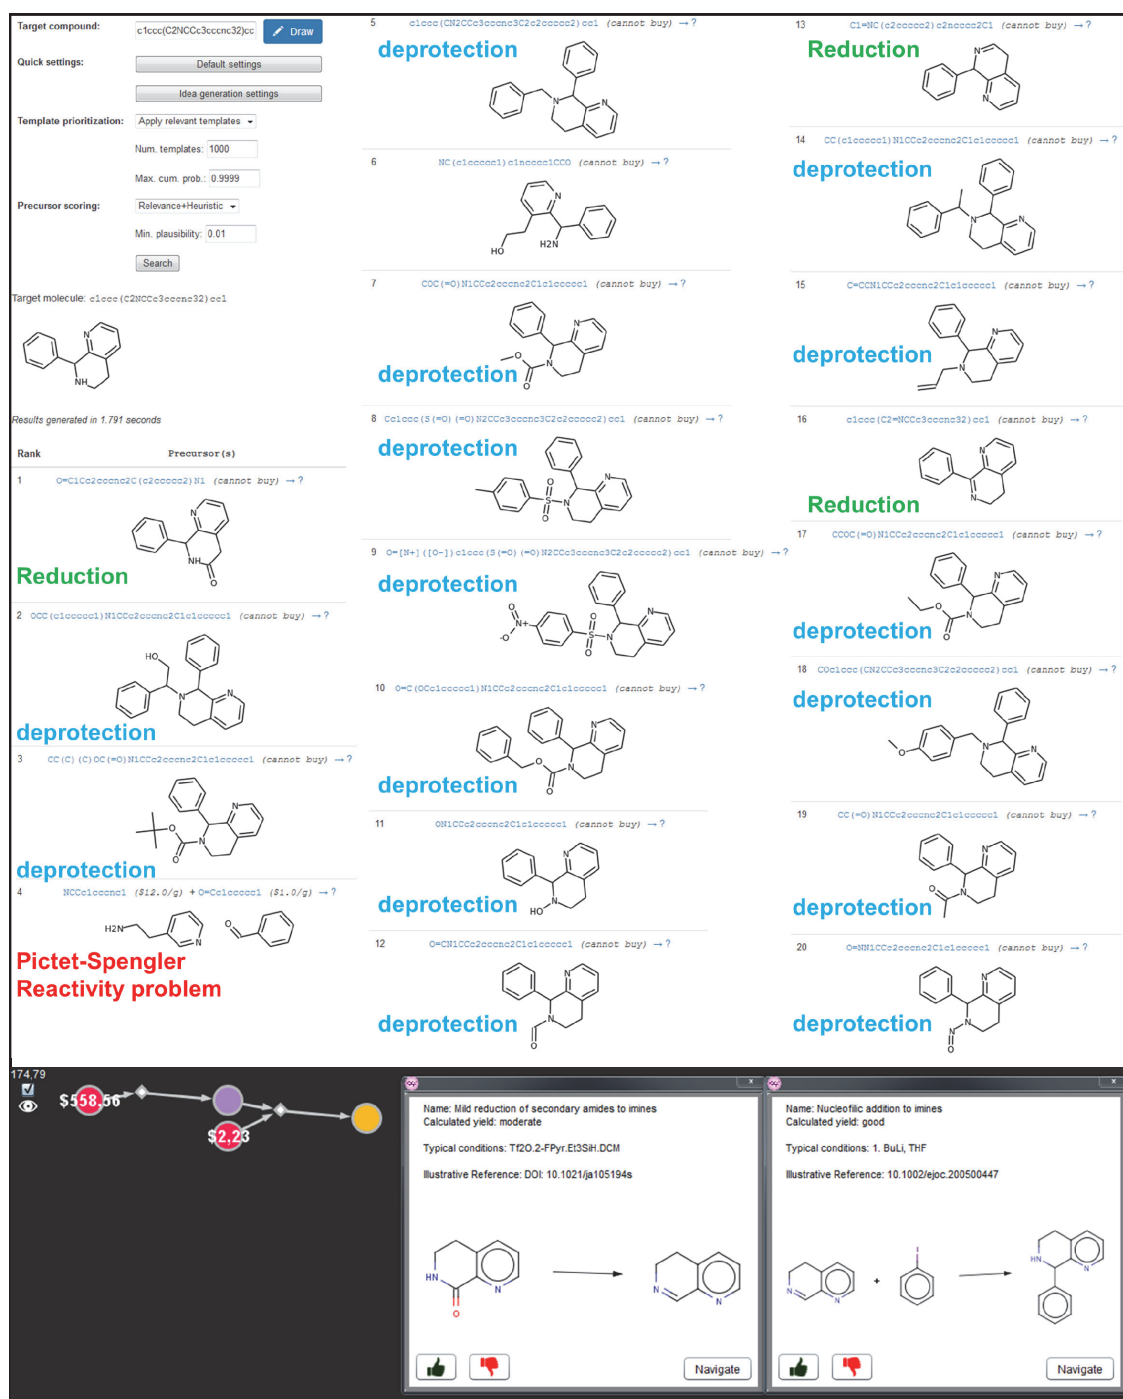 Target compound:
c1ccc(C2NCCc3cccnc32)cc
Draw
Quick settings:
Default settings
Idea generation settings
Template prioritization:
Apply relevant templates
Num. templates: 1000
Max. cum. prob.: 0.9999
Precursor scoring:
Relevance+Heuristic
Min. plausibility: 0.01
Search
Target molecule: c1ccc(C2NCCc3cccnc32)cc1
N
NH
Results generated in 1.791 seconds
Rank
Precursor(s)
1 O=C1Cc2cccnc2C(c2ccccc2)N1 (cannot buy) → ?
N
NH
O
Reduction
2 OCC(c1ccccc1)N1CCc2cccnc2C1c1ccccc1 (cannot buy) → ?
HO
N
N
deprotection
3 CC(C)(C)OC(=O)N1CCc2cccnc2C1c1ccccc1 (cannot buy) → ?
N
O
N
O
deprotection
4 NCCc1cccnc1 ($12.0/g) + O=Cc1ccccc1 ($1.0/g) → ?
H2N
N
O
Pictet-Spengler
Reactivity problem
5 c1ccc(CN2CCc3cccnc3C2c2ccccc2)cc1 (cannot buy) → ?
deprotection
N
N
6 NC(c1ccccc1)c1ncccc1CCO (cannot buy) → ?
N
HO
H2N
7 COC(=O)N1CCc2cccnc2C1c1ccccc1 (cannot buy) → ?
N
O
N
O
deprotection
8 Cc1ccc(S(=O)(=O)N2CCc3cccnc3C2c2ccccc2)cc1 (cannot buy) → ?
deprotection
O
N
S
N
O
9 O=[N+]([O-])c1ccc(S(=O)(=O)N2CCc3cccnc3C2c2ccccc2)cc1 (cannot buy) → ?
deprotection
O
N+
O-
O
S
O
N
N
10 O=C(OCc1ccccc1)N1CCc2cccnc2C1c1ccccc1 (cannot buy) → ?
N
O
N
O
deprotection
11 ON1CCc2cccnc2C1c1ccccc1 (cannot buy) → ?
N
N
HO
deprotection
12 O=CN1CCc2cccnc2C1c1ccccc1 (cannot buy) → ?
N
N
O
deprotection
13 C1=NC(c2ccccc2)c2ncccc2C1 (cannot buy) → ?
Reduction
N
N
14 CC(c1ccccc1)N1CCc2cccnc2C1c1ccccc1 (cannot buy) → ?
deprotection
N
N
15 C=CCN1CCc2cccnc2C1c1ccccc1 (cannot buy) → ?
N
N
deprotection
16 c1ccc(C2=NCCc3cccnc32)cc1 (cannot buy) → ?
N
N
Reduction
17 CCOC(=O)N1CCc2cccnc2C1c1ccccc1 (cannot buy) → ?
N
O
N
O
deprotection
18 COc1ccc(CN2CCc3cccnc3C2c2ccccc2)cc1 (cannot buy) → ?
deprotection
O
N
N
19 CC(=O)N1CCc2cccnc2C1c1ccccc1 (cannot buy) → ?
N
O
N
deprotection
20 O=NN1CCc2cccnc2C1c1ccccc1 (cannot buy) → ?
N
N
N
O
deprotection
174,79
$558,56
$2,23
x
Name: Mild reduction of secondary amides to imines
Calculated yield: moderate
Typical conditions: Tf2O.2-FPyr.Et3SiH.DCM
Illustrative Reference: DOI: 10.1021/ja105194s
HN
N
O
N
N
Navigate
x
Name: Nucleofilic addition to imines
Calculated yield: good
Typical conditions: 1. BuLi, THF
Illustrative Reference: 10.1002/ejoc.200500447
N
N
+
I
HN
N
Navigate